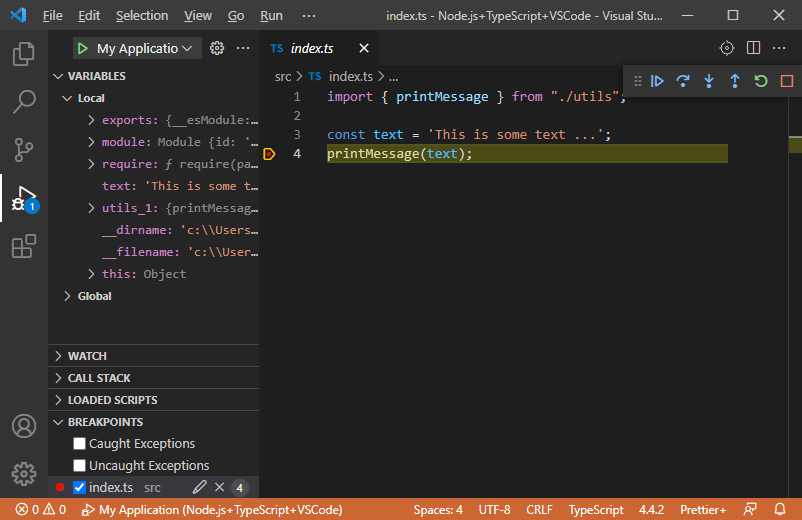 File Edit Selection View Go Run ··· index.ts - Node.js+TypeScript+VSCode - Visual Stu...
My Applicatio ···
TS index.ts
VARIABLES
Local
exports: {__esModule:...
module: Module {id: '...
require: ƒ require(pa...
text: 'This is some t...
utils_1: {printMessag...
__dirname: 'c:\\Users...
__filename: 'c:\\User...
this: Object
Global
WATCH
CALL STACK
LOADED SCRIPTS
BREAKPOINTS
Caught Exceptions
Uncaught Exceptions
index.ts src 4
1
src > TS index.ts > ...
1 import { printMessage } from "./utils";
2
3 const text = 'This is some text ...';
4 printMessage(text);
0 0 My Application (Node.js+TypeScript+VSCode) Spaces: 4 UTF-8 CRLF TypeScript 4.4.2 Prettier+